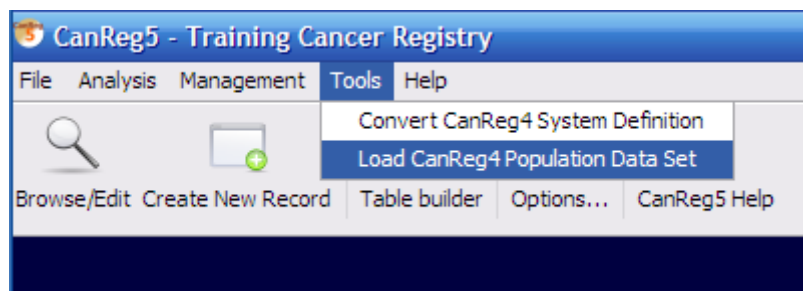 CanReg5 - Training Cancer Registry
File Analysis Management Tools Help
Convert CanReg4 System Definition
Load CanReg4 Population Data Set
Browse/Edit Create New Record Table builder Options... CanReg5 Help